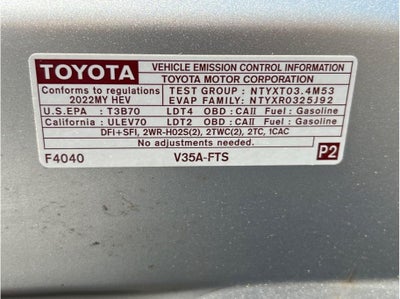 TOYOTA
VEHICLE EMISSION CONTROL INFORMATION
TOYOTA MOTOR CORPORATION
Conforms to regulations
2022MY HEV
TEST GROUP : NTYXT03.4M53
EVAP FAMILY: NTYXR0325J92
U.S.EPA : T3B70 LDT4 OBD : CAII Fuel : Gasoline
California : ULEV70 LDT2 OBD : CAII Fuel : Gasoline
DFI+SFI, 2WR-HO2S(2), 2TWC(2), 2TC, 1CAC
No adjustments needed.
F4040 V35A-FTS P2